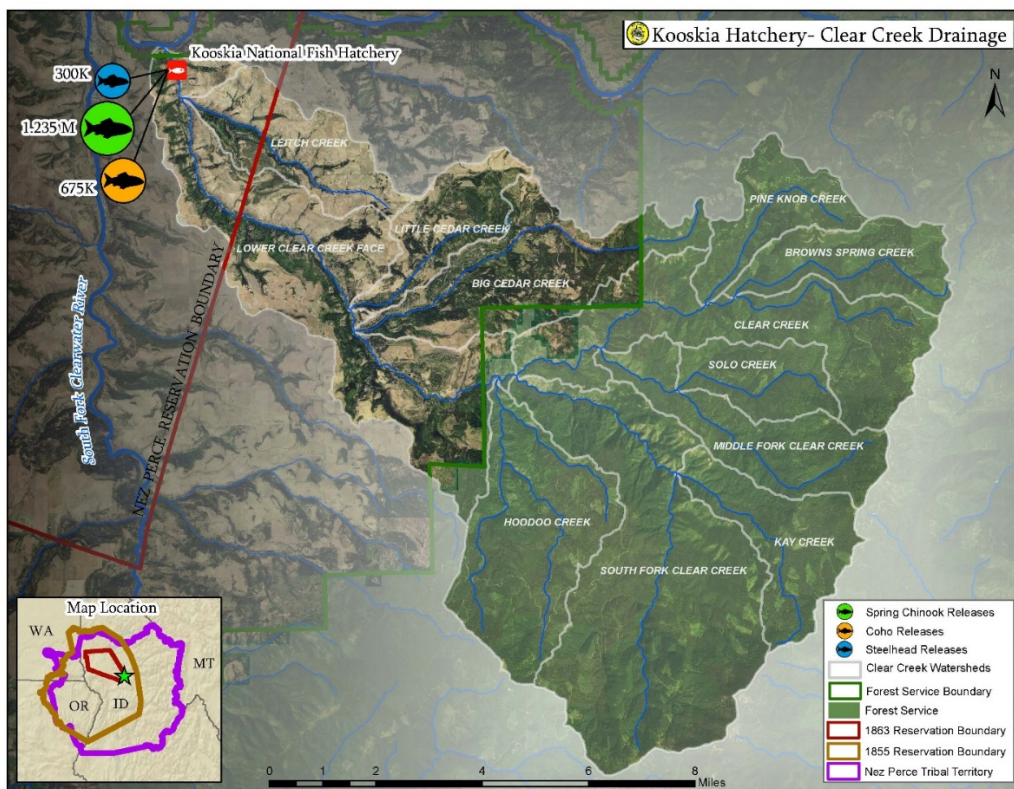 Kooskia Hatchery- Clear Creek Drainage
Kooskia National Fish Hatchery
N
300K
1.235 M
675K
LEITCH CREEK
PINE KNOB CREEK
LITTLE CEDAR CREEK
LOWER CLEAR CREEK FACE
BROWNS SPRING CREEK
BIG CEDAR CREEK
CLEAR CREEK
SOLO CREEK
South Fork Clearwater River
NEZ PERCE RESERVATION BOUNDARY
MIDDLE FORK CLEAR CREEK
HOODOO CREEK
KAY CREEK
SOUTH FORK CLEAR CREEK
Map Location
WA
MT
OR
ID
Spring Chinook Releases
Coho Releases
Steelhead Releases
Clear Creek Watersheds
Forest Service Boundary
Forest Service
1863 Reservation Boundary
1855 Reservation Boundary
Nez Perce Tribal Territory
0 1 2 4 6 8
Miles